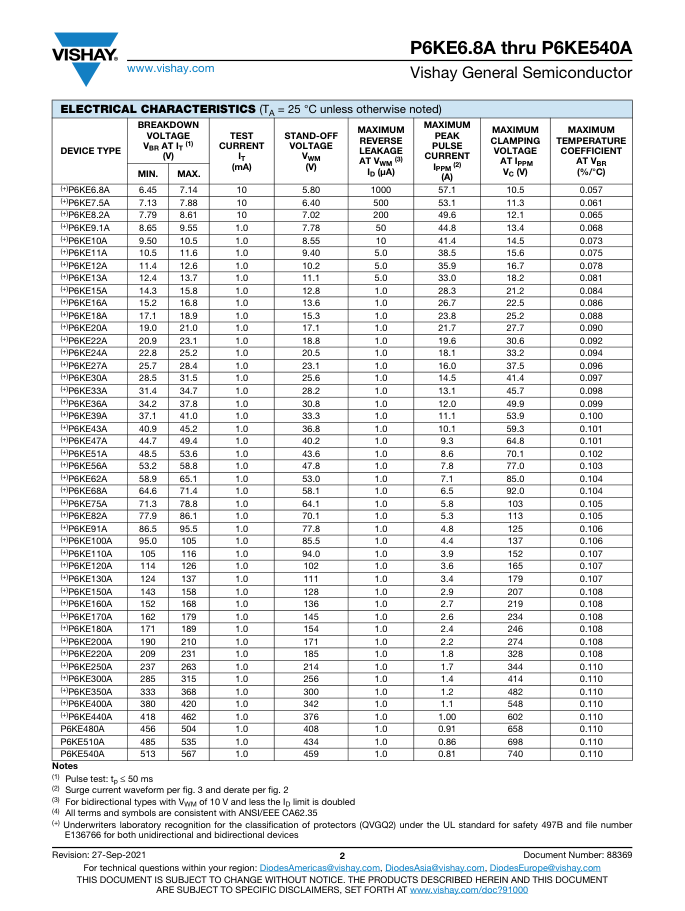 P6KE6.8A thru P6KE540A
VISHAY®
www.vishay.com
Vishay General Semiconductor
ELECTRICAL CHARACTERISTICS (TA = 25 °C unless otherwise noted)
DEVICE TYPE BREAKDOWN VOLTAGE VBR AT IT (1) (V) TEST CURRENT IT (mA) STAND-OFF VOLTAGE VWM (V) MAXIMUM REVERSE LEAKAGE AT VWM (3) ID (μA) MAXIMUM PEAK PULSE CURRENT IPPM (2) (A) MAXIMUM CLAMPING VOLTAGE AT IPPM VC (V) MAXIMUM TEMPERATURE COEFFICIENT AT VBR (%/°C)
MIN. MAX.
(+)P6KE6.8A 6.45 7.14 10 5.80 1000 57.1 10.5 0.057
(+)P6KE7.5A 7.13 7.88 10 6.40 500 53.1 11.3 0.061
(+)P6KE8.2A 7.79 8.61 10 7.02 200 49.6 12.1 0.065
(+)P6KE9.1A 8.65 9.55 1.0 7.78 50 44.8 13.4 0.068
(+)P6KE10A 9.50 10.5 1.0 8.55 10 41.4 14.5 0.073
(+)P6KE11A 10.5 11.6 1.0 9.40 5.0 38.5 15.6 0.075
(+)P6KE12A 11.4 12.6 1.0 10.2 5.0 35.9 16.7 0.078
(+)P6KE13A 12.4 13.7 1.0 11.1 5.0 33.0 18.2 0.081
(+)P6KE15A 14.3 15.8 1.0 12.8 1.0 28.3 21.2 0.084
(+)P6KE16A 15.2 16.8 1.0 13.6 1.0 26.7 22.5 0.086
(+)P6KE18A 17.1 18.9 1.0 15.3 1.0 23.8 25.2 0.088
(+)P6KE20A 19.0 21.0 1.0 17.1 1.0 21.7 27.7 0.090
(+)P6KE22A 20.9 23.1 1.0 18.8 1.0 19.6 30.6 0.092
(+)P6KE24A 22.8 25.2 1.0 20.5 1.0 18.1 33.2 0.094
(+)P6KE27A 25.7 28.4 1.0 23.1 1.0 16.0 37.5 0.096
(+)P6KE30A 28.5 31.5 1.0 25.6 1.0 14.5 41.4 0.097
(+)P6KE33A 31.4 34.7 1.0 28.2 1.0 13.1 45.7 0.098
(+)P6KE36A 34.2 37.8 1.0 30.8 1.0 12.0 49.9 0.099
(+)P6KE39A 37.1 41.0 1.0 33.3 1.0 11.1 53.9 0.100
(+)P6KE43A 40.9 45.2 1.0 36.8 1.0 10.1 59.3 0.101
(+)P6KE47A 44.7 49.4 1.0 40.2 1.0 9.3 64.8 0.101
(+)P6KE51A 48.5 53.6 1.0 43.6 1.0 8.6 70.1 0.102
(+)P6KE56A 53.2 58.8 1.0 47.8 1.0 7.8 77.0 0.103
(+)P6KE62A 58.9 65.1 1.0 53.0 1.0 7.1 85.0 0.104
(+)P6KE68A 64.6 71.4 1.0 58.1 1.0 6.5 92.0 0.104
(+)P6KE75A 71.3 78.8 1.0 64.1 1.0 5.8 103 0.105
(+)P6KE82A 77.9 86.1 1.0 70.1 1.0 5.3 113 0.105
(+)P6KE91A 86.5 95.5 1.0 77.8 1.0 4.8 125 0.106
(+)P6KE100A 95.0 105 1.0 85.5 1.0 4.4 137 0.106
(+)P6KE110A 105 116 1.0 94.0 1.0 3.9 152 0.107
(+)P6KE120A 114 126 1.0 102 1.0 3.6 165 0.107
(+)P6KE130A 124 137 1.0 111 1.0 3.4 179 0.107
(+)P6KE150A 143 158 1.0 128 1.0 2.9 207 0.108
(+)P6KE160A 152 168 1.0 136 1.0 2.7 219 0.108
(+)P6KE170A 162 179 1.0 145 1.0 2.6 234 0.108
(+)P6KE180A 171 189 1.0 154 1.0 2.4 246 0.108
(+)P6KE200A 190 210 1.0 171 1.0 2.2 274 0.108
(+)P6KE220A 209 231 1.0 185 1.0 1.8 328 0.108
(+)P6KE250A 237 263 1.0 214 1.0 1.7 344 0.110
(+)P6KE300A 285 315 1.0 256 1.0 1.4 414 0.110
(+)P6KE350A 333 368 1.0 300 1.0 1.2 482 0.110
(+)P6KE400A 380 420 1.0 342 1.0 1.1 548 0.110
(+)P6KE440A 418 462 1.0 376 1.0 1.00 602 0.110
P6KE480A 456 504 1.0 408 1.0 0.91 658 0.110
P6KE510A 485 535 1.0 434 1.0 0.86 698 0.110
P6KE540A 513 567 1.0 459 1.0 0.81 740 0.110
Notes
(1) Pulse test: tp ≤ 50 ms
(2) Surge current waveform per fig. 3 and derate per fig. 2
(3) For bidirectional types with VWM of 10 V and less the ID limit is doubled
(4) All terms and symbols are consistent with ANSI/IEEE CA62.35
(+) Underwriters laboratory recognition for the classification of protectors (QVGQ2) under the UL standard for safety 497B and file number
E136766 for both unidirectional and bidirectional devices
Revision: 27-Sep-2021 2 Document Number: 88369
For technical questions within your region: DiodesAmericas@vishay.com, DiodesAsia@vishay.com, DiodesEurope@vishay.com
THIS DOCUMENT IS SUBJECT TO CHANGE WITHOUT NOTICE. THE PRODUCTS DESCRIBED HEREIN AND THIS DOCUMENT
ARE SUBJECT TO SPECIFIC DISCLAIMERS, SET FORTH AT www.vishay.com/doc?91000